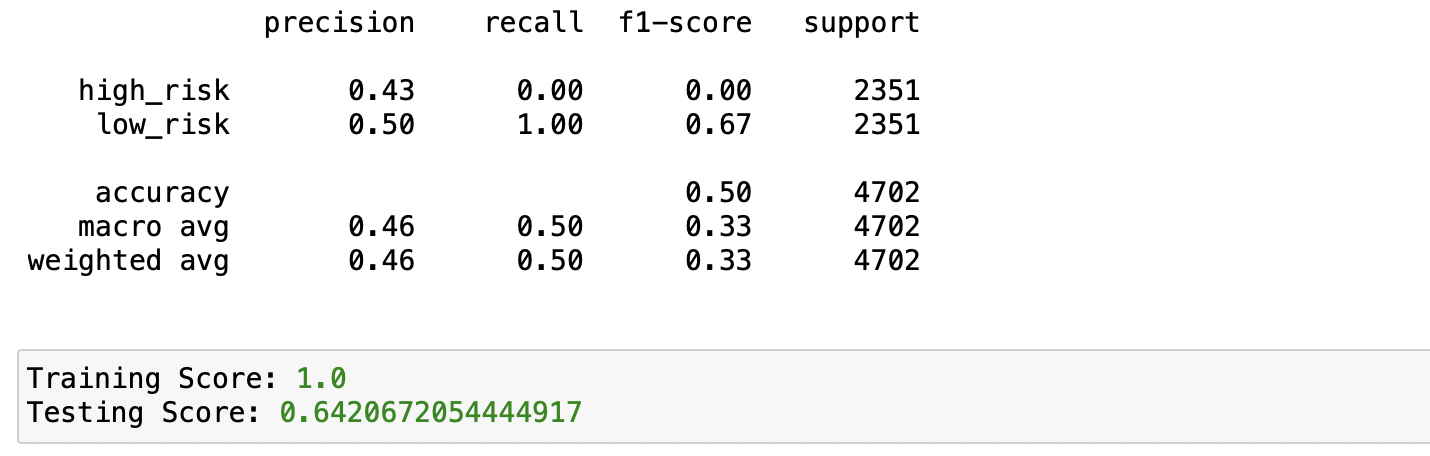 precision recall f1-score support
high_risk 0.43 0.00 0.00 2351
low_risk 0.50 1.00 0.67 2351
accuracy 0.50 4702
macro avg 0.46 0.50 0.33 4702
weighted avg 0.46 0.50 0.33 4702
Training Score: 1.0
Testing Score: 0.6420672054444917